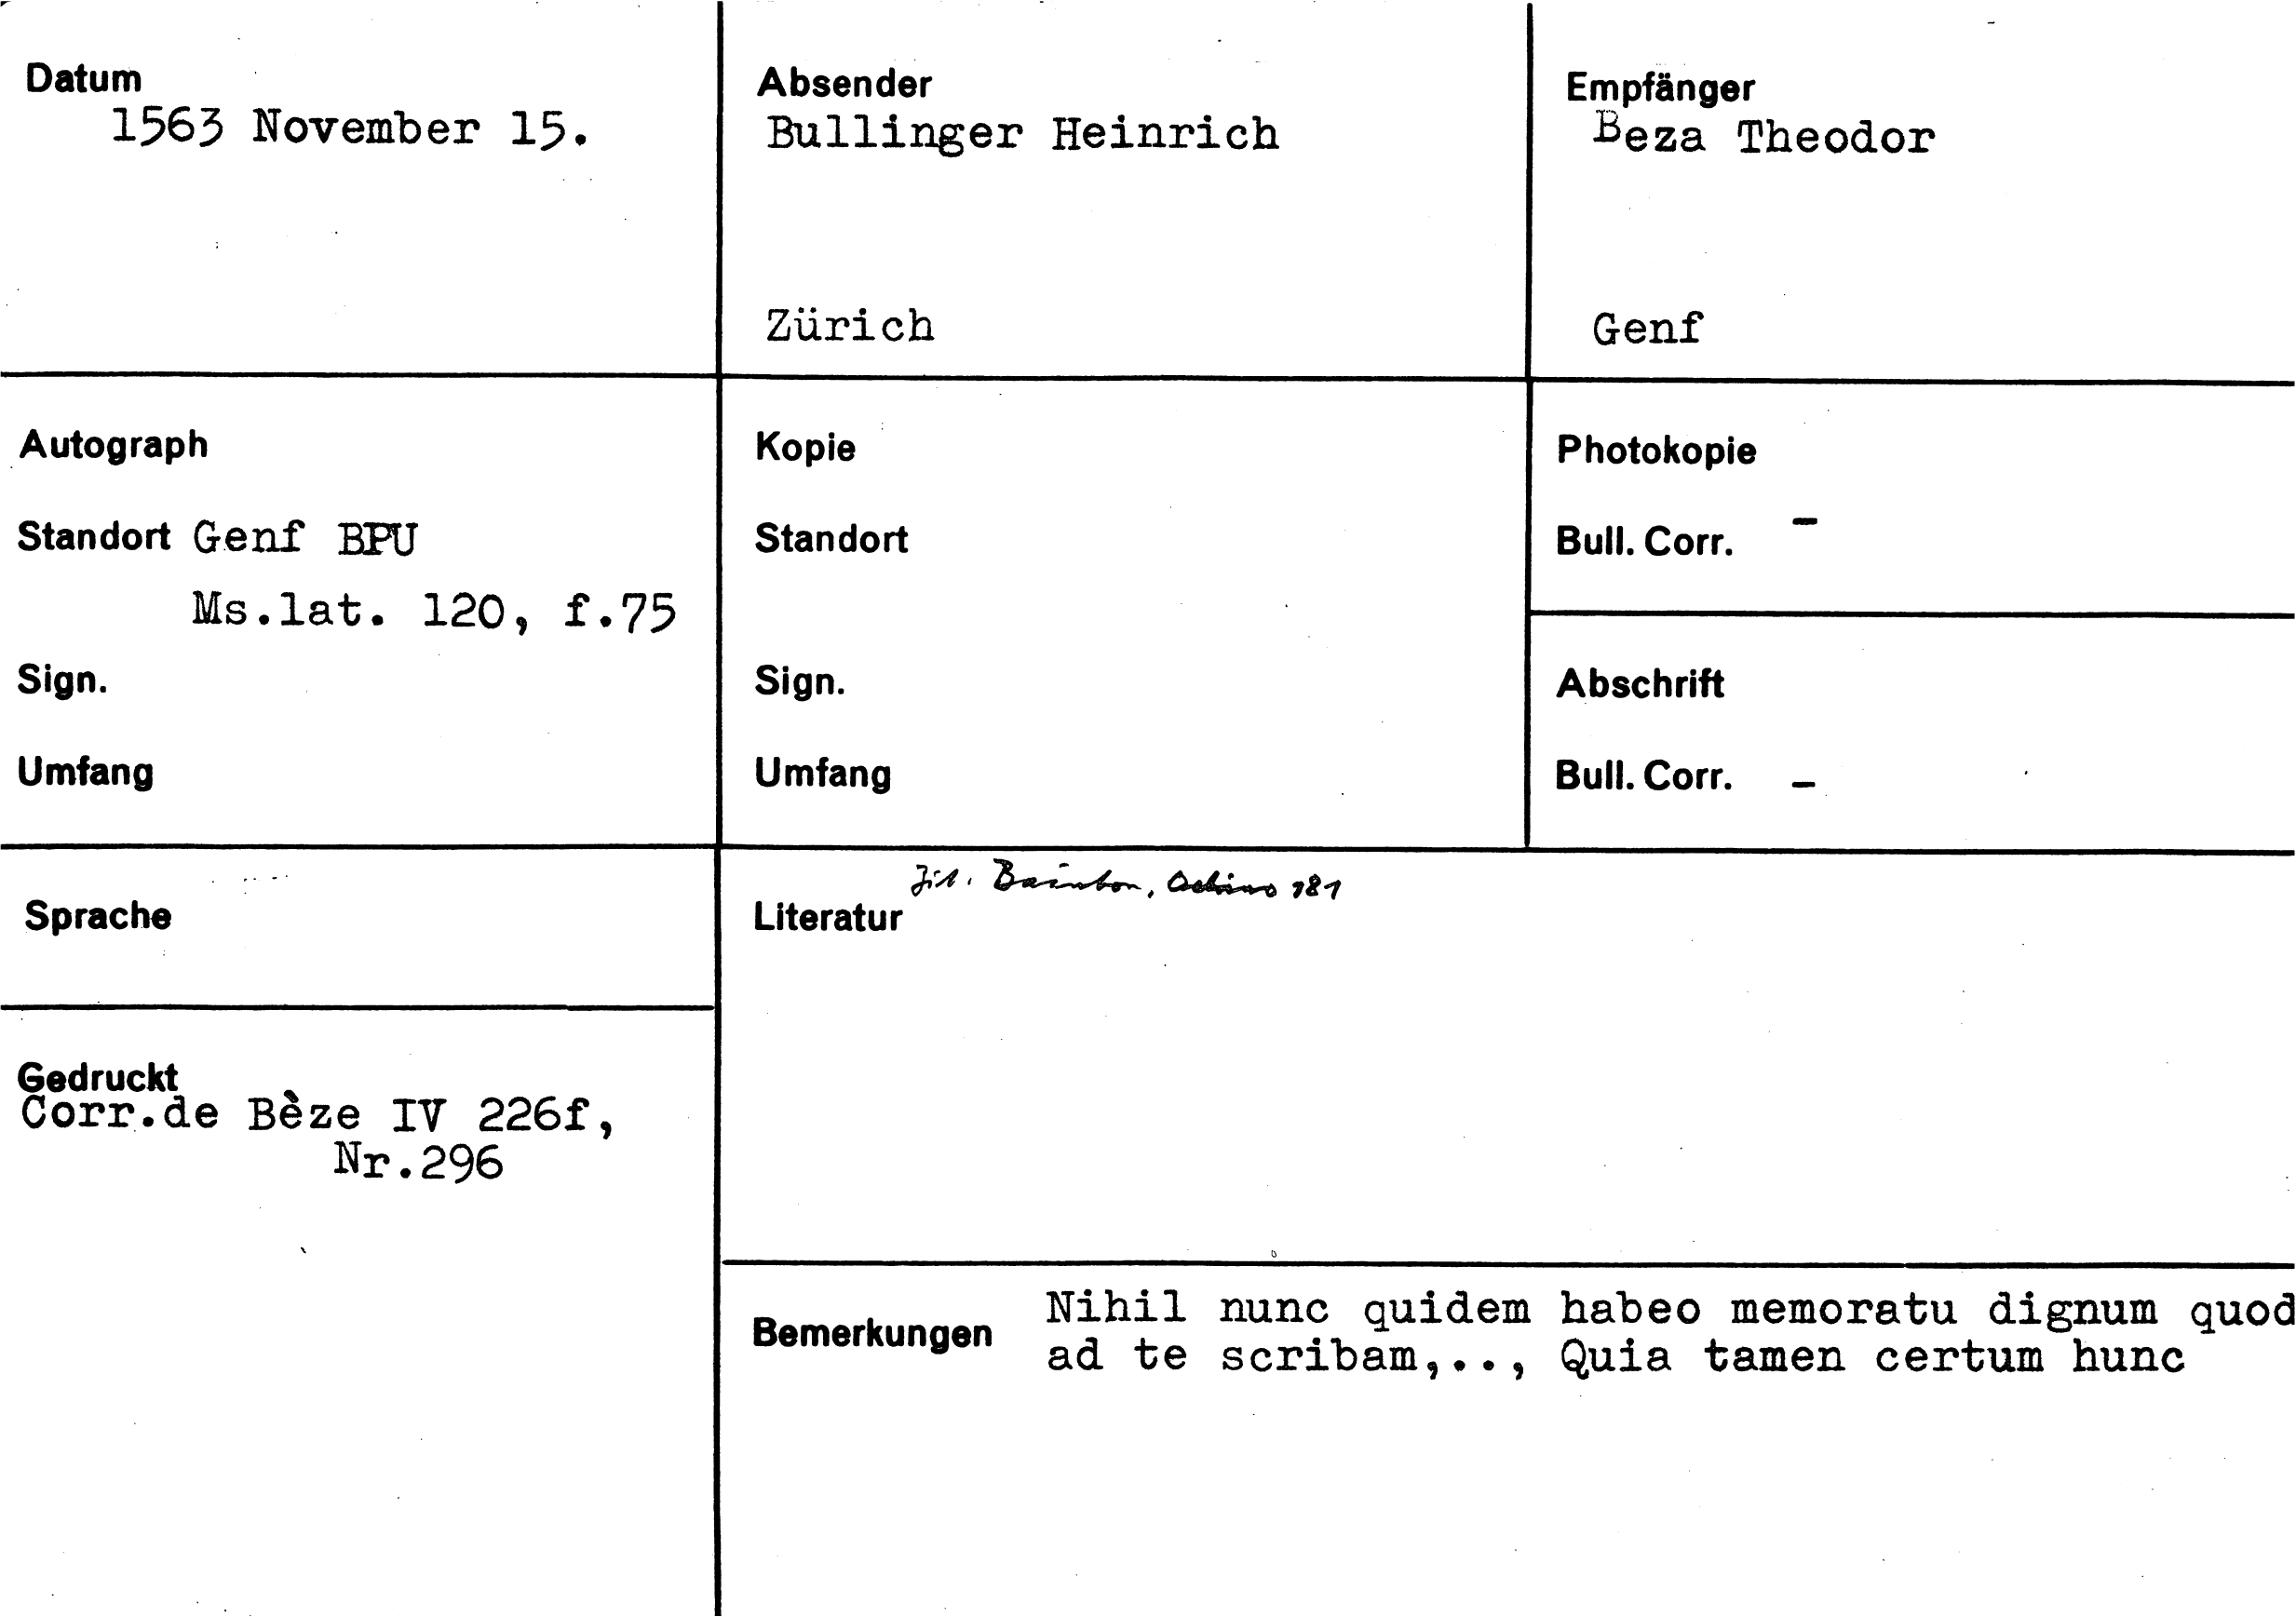 Datum
1563 November 15.
Absender
Bullinger Heinrich
Zürich
Empfänger
Beza Theodor
Genf
Autograph
Standort Genf BPU
Ms.lat. 120, f.75
Sign.
Umfang
Kopie
Standort
Sign.
Umfang
Photokopie
Bull. Corr. -
Abschrift
Bull. Corr. -
Sprache
Zit. Bainton, Ochino 181
Literatur
Gedruckt
Corr.de Bèze IV 226f,
Nr.296
Bemerkungen
Nihil nunc quidem habeo memoratu dignum quod
ad te scribam,.., Quia tamen certum hunc